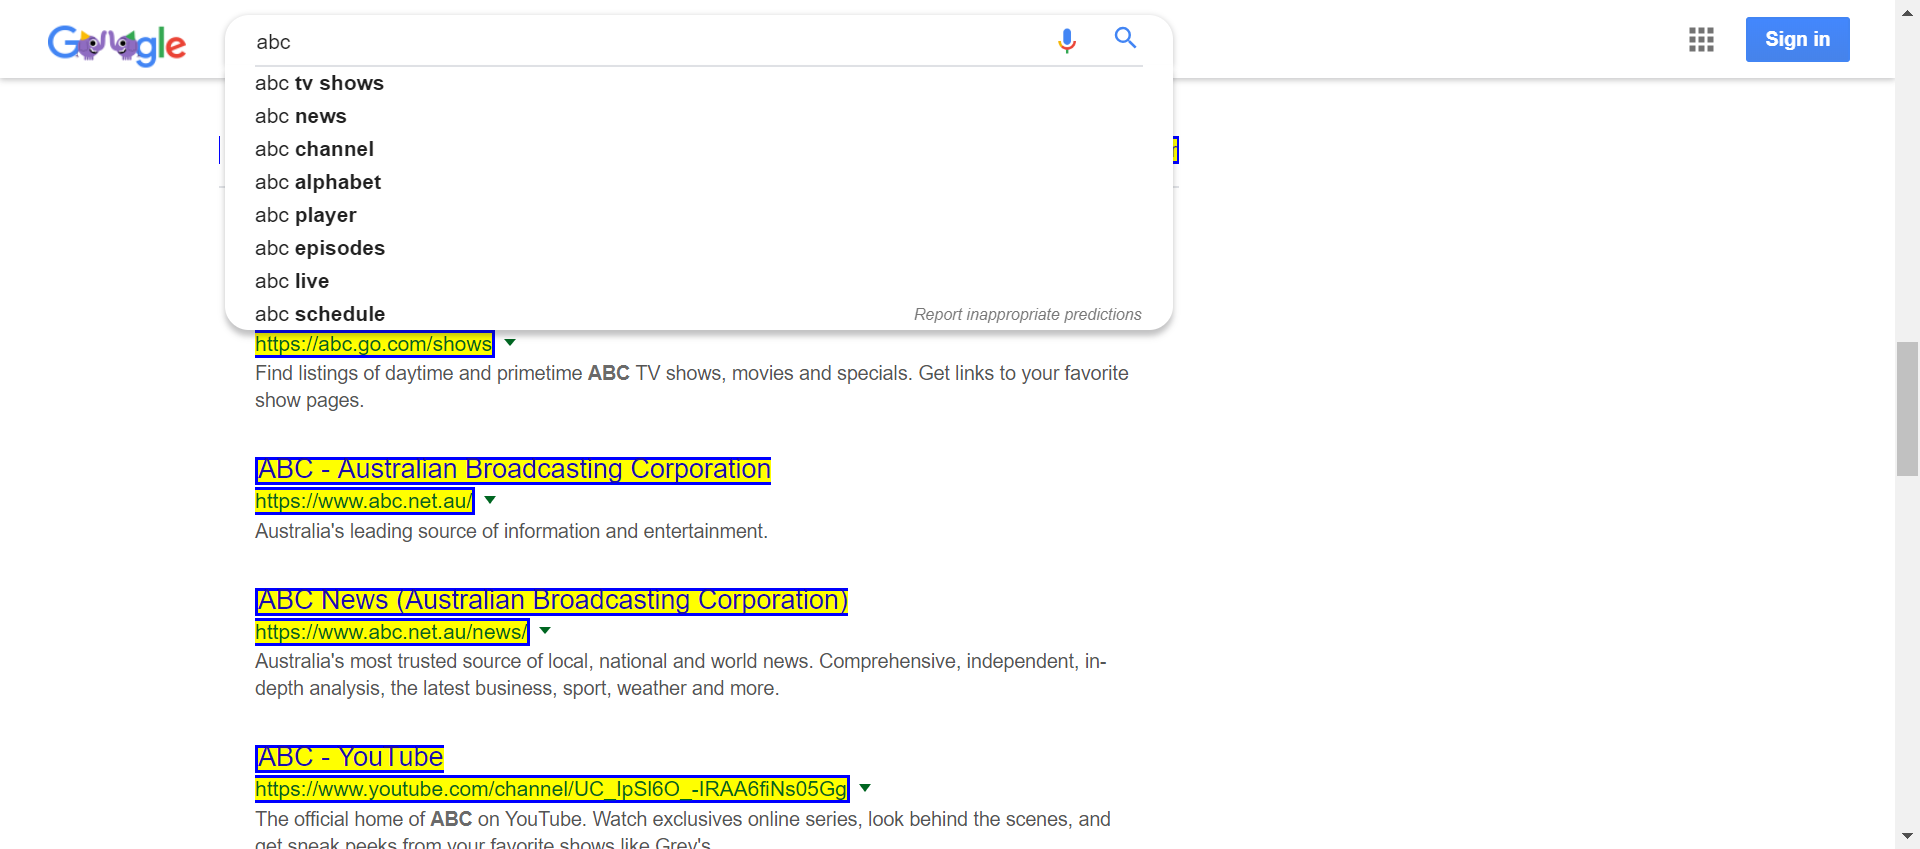 Google
abc
Sign in
abc tv shows
abc news
abc channel
abc alphabet
abc player
abc episodes
abc live
abc schedule
Report inappropriate predictions
https://abc.go.com/shows
Find listings of daytime and primetime ABC TV shows, movies and specials. Get links to your favorite
show pages.
ABC - Australian Broadcasting Corporation
https://www.abc.net.au/
Australia's leading source of information and entertainment.
ABC News (Australian Broadcasting Corporation)
https://www.abc.net.au/news/
Australia's most trusted source of local, national and world news. Comprehensive, independent, in-
depth analysis, the latest business, sport, weather and more.
ABC - YouTube
https://www.youtube.com/channel/UC_IpSl6O_-IRAA6fiNs05Gg
The official home of ABC on YouTube. Watch exclusives online series, look behind the scenes, and
get sneak peeks from your favorite shows like Grey's